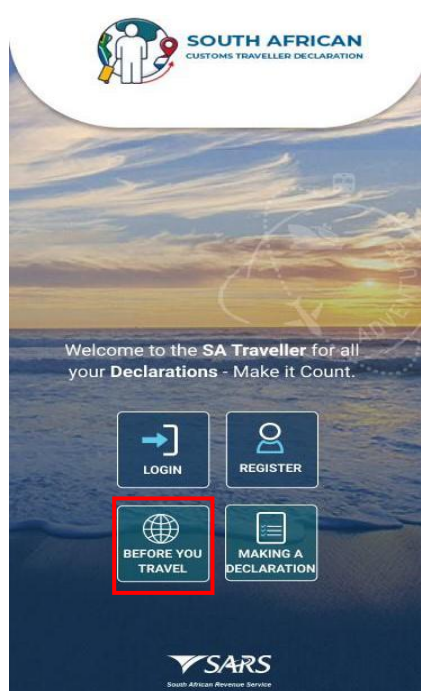 SOUTH AFRICAN
CUSTOMS TRAVELLER DECLARATION
ADVENTURE
Welcome to the SA Traveller for all
your Declarations - Make it Count.
LOGIN
REGISTER
BEFORE YOU
TRAVEL
MAKING A
DECLARATION
SARS
South African Revenue Service